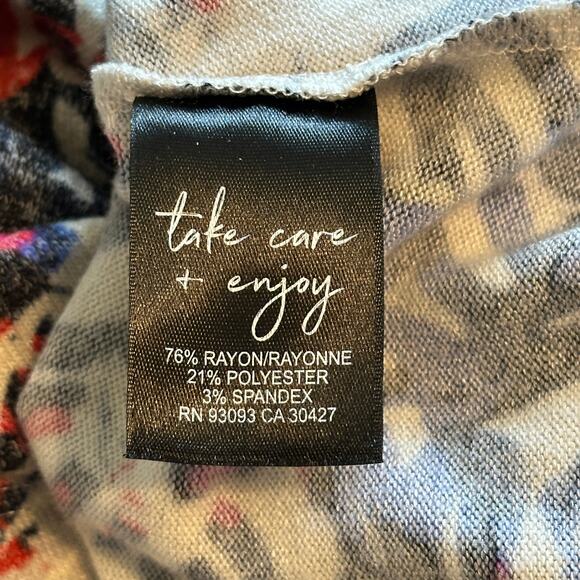 take care
+ enjoy
76% RAYON/RAYONNE
21% POLYESTER
3% SPANDEX
RN 93093 CA 30427